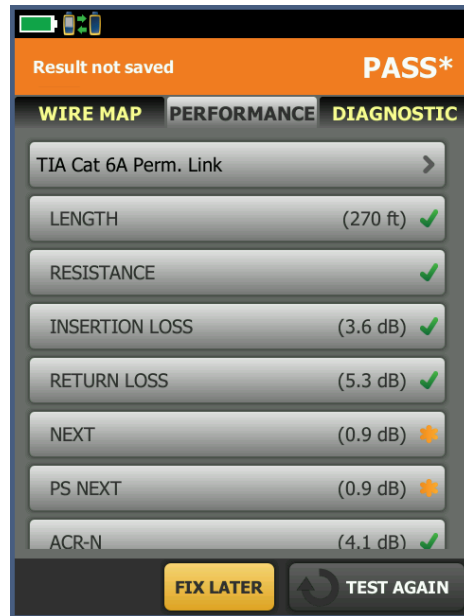 Result not saved PASS*
WIRE MAP PERFORMANCE DIAGNOSTIC
TIA Cat 6A Perm. Link
LENGTH (270 ft)
RESISTANCE
INSERTION LOSS (3.6 dB)
RETURN LOSS (5.3 dB)
NEXT (0.9 dB) *
PS NEXT (0.9 dB) *
ACR-N (4.1 dB)
FIX LATER TEST AGAIN